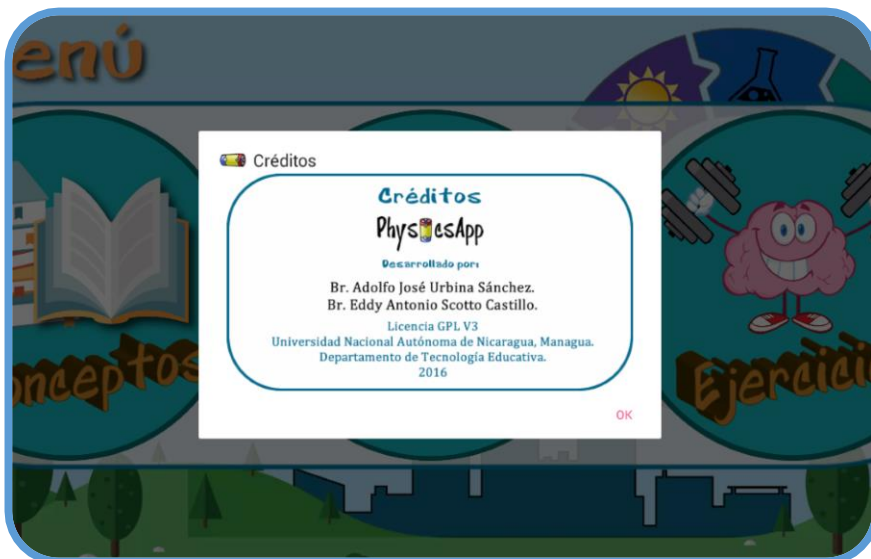 enú
Créditos
Créditos
PhysicsApp
Desarrollado por:
Br. Adolfo José Urbina Sánchez.
Br. Eddy Antonio Scotto Castillo.
Licencia GPL V3
Universidad Nacional Autónoma de Nicaragua, Managua.
Departamento de Tecnología Educativa.
2016
OK
onceptos
Ejercici